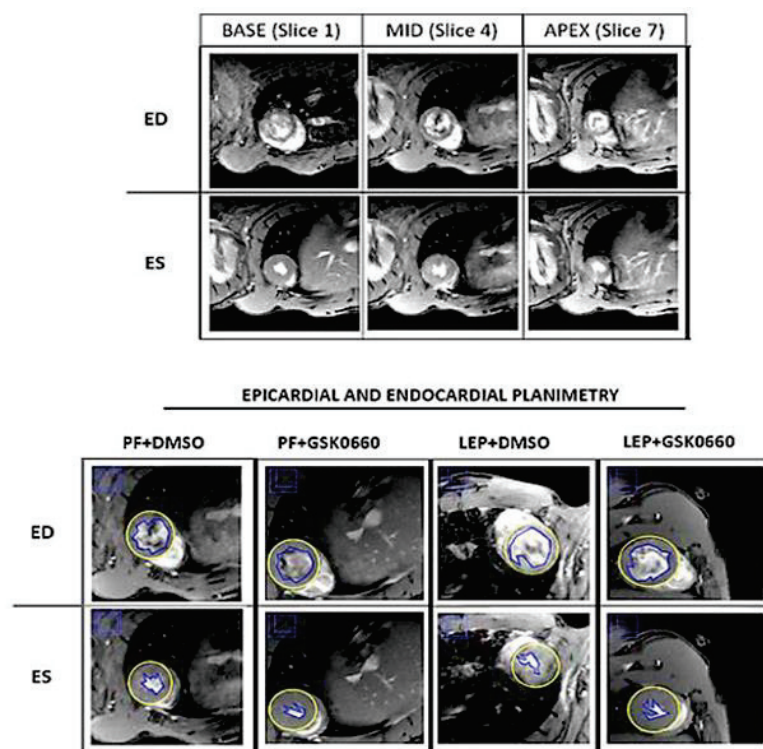 BASE (Slice 1) MID (Slice 4) APEX (Slice 7)
ED
ES
EPICARDIAL AND ENDOCARDIAL PLANIMETRY
PF+DMSO PF+GSK0660 LEP+DMSO LEP+GSK0660
ED
ES